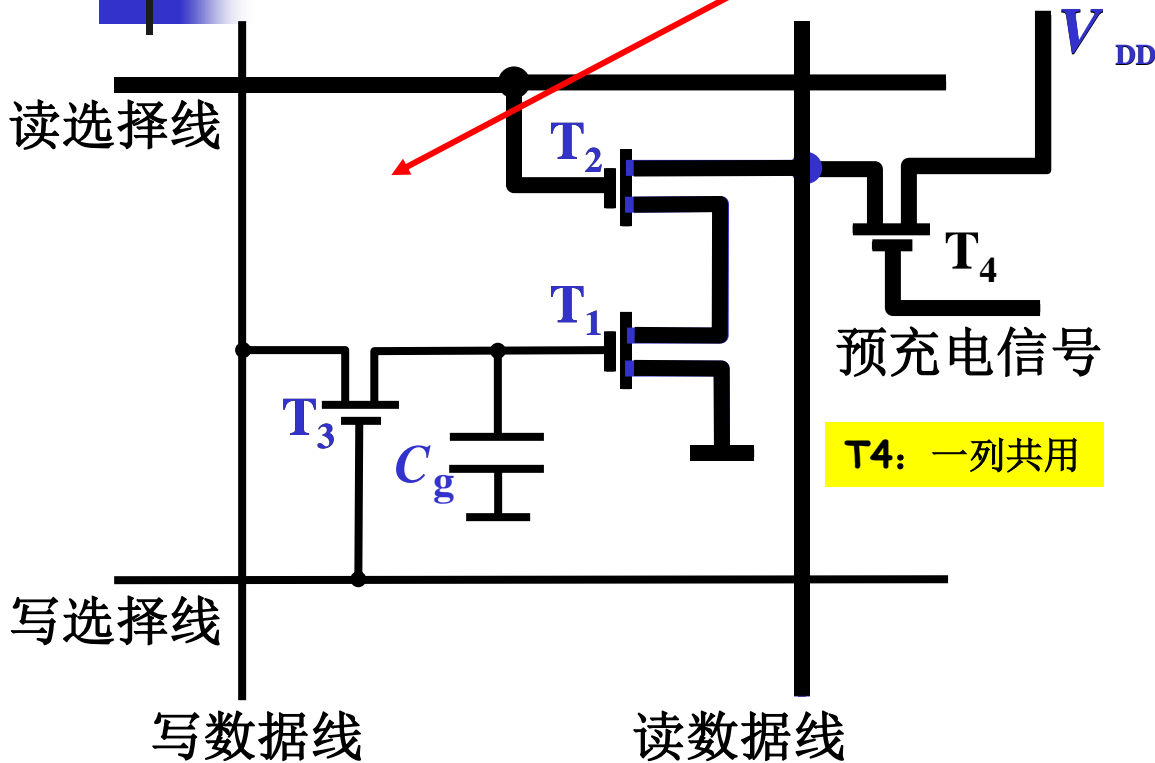 V DD
读选择线
T2
T4
T1
预充电信号
T3
Cg
T4：一列共用
写选择线
写数据线
读数据线